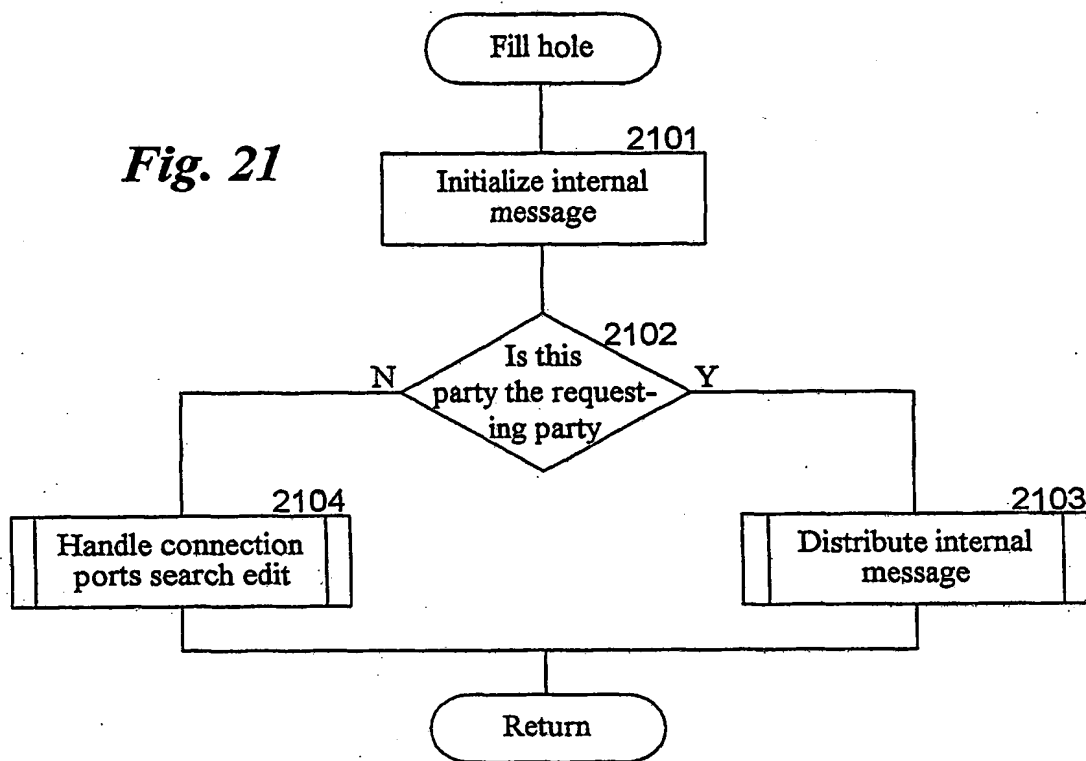 Fill hole
Fig. 21
2101
Initialize internal
message
2102
Is this
party the request-
ing party
N
Y
2104
Handle connection
ports search edit
2103
Distribute internal
message
Return